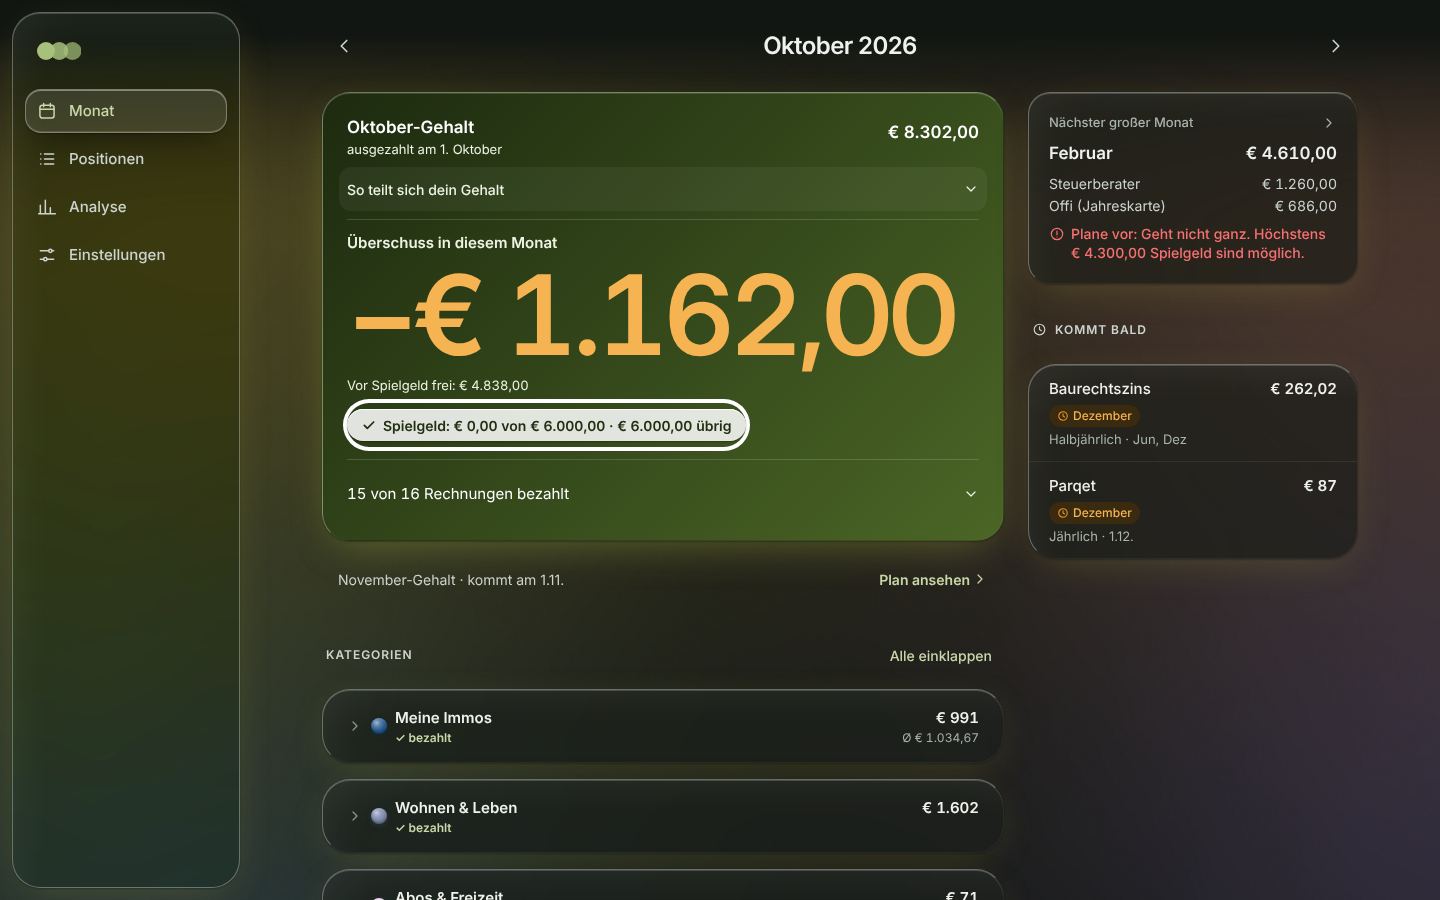 Oktober 2026
Monat
Positionen
Analyse
Einstellungen
Oktober-Gehalt
€ 8.302,00
ausgezahlt am 1. Oktober
So teilt sich dein Gehalt
Überschuss in diesem Monat
–€ 1.162,00
Vor Spielgeld frei: € 4.838,00
Spielgeld: € 0,00 von € 6.000,00 · € 6.000,00 übrig
15 von 16 Rechnungen bezahlt
November-Gehalt · kommt am 1.11.
Plan ansehen
KATEGORIEN
Alle einklappen
Meine Immos
€ 991
✓ bezahlt
Ø € 1.034,67
Wohnen & Leben
€ 1.602
✓ bezahlt
Abos & Freizeit
€ 71
Nächster großer Monat
Februar
€ 4.610,00
Steuerberater
€ 1.260,00
Offi (Jahreskarte)
€ 686,00
Plane vor: Geht nicht ganz. Höchstens
€ 4.300,00 Spielgeld sind möglich.
KOMMT BALD
Baurechtszins
€ 262,02
Dezember
Halbjährlich · Jun, Dez
Parqet
€ 87
Dezember
Jährlich · 1.12.